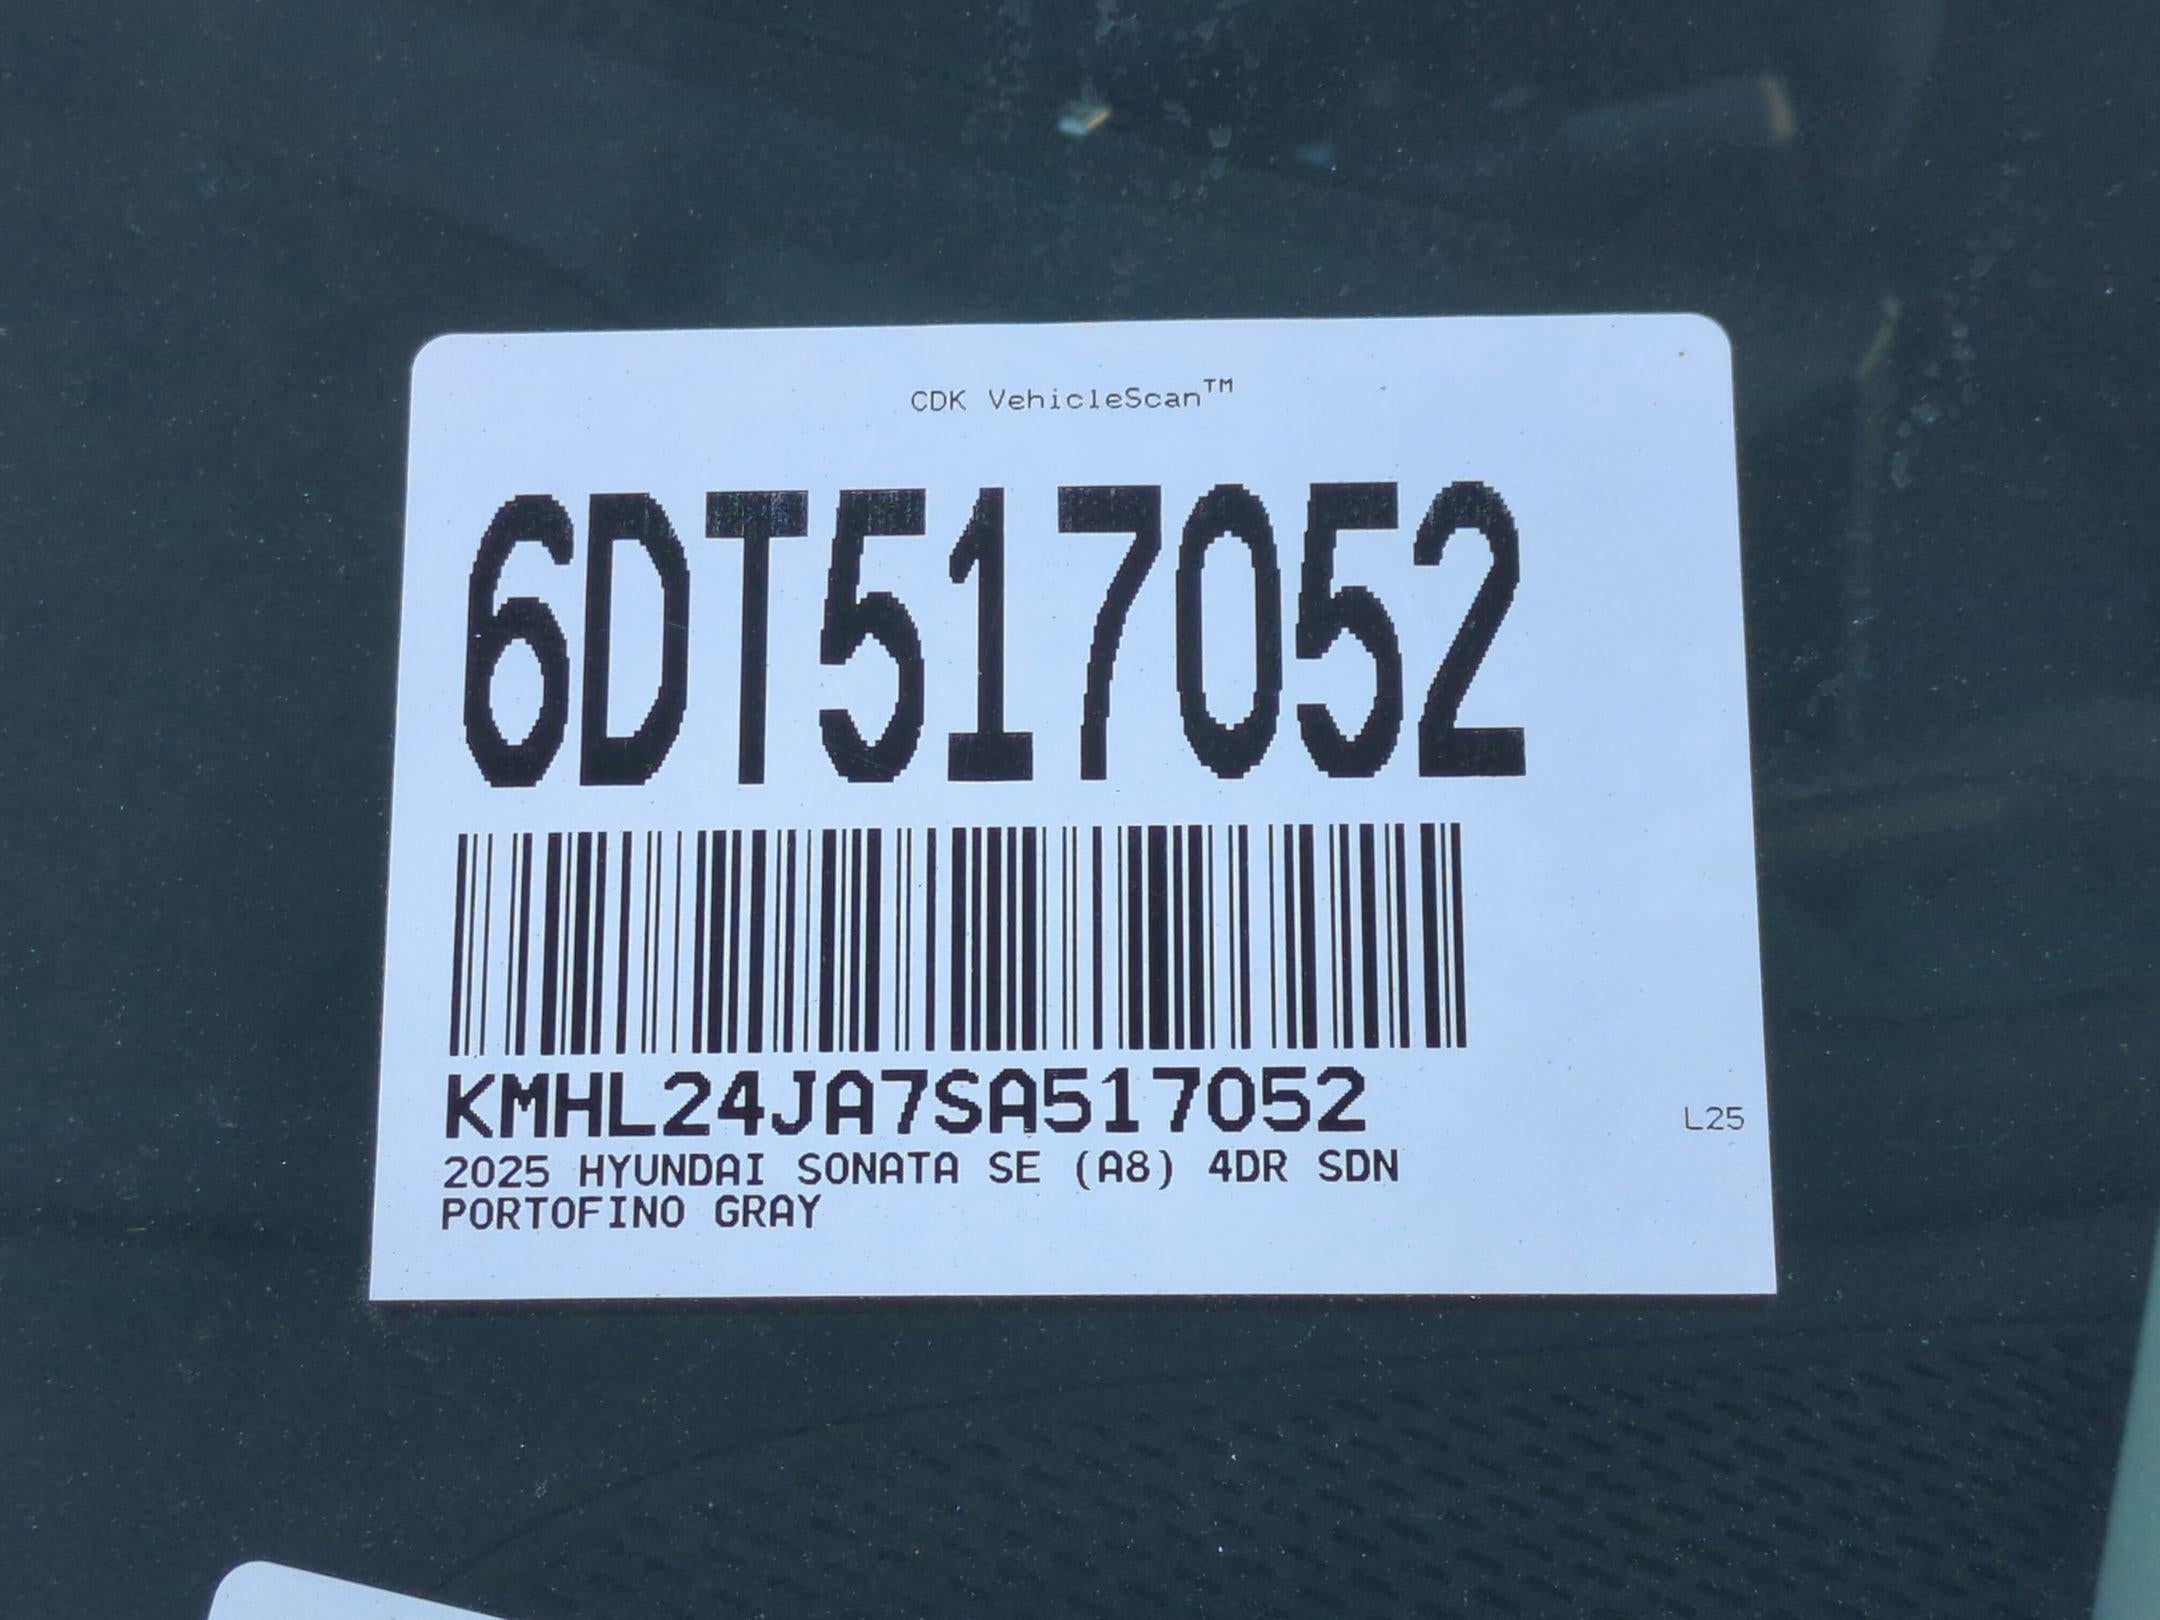 CDK VehicleScan™
6DT517052
KMHL24JA7SA517052
L25
2025 HYUNDAI SONATA SE (A8) 4DR SDN
PORTOFINO GRAY